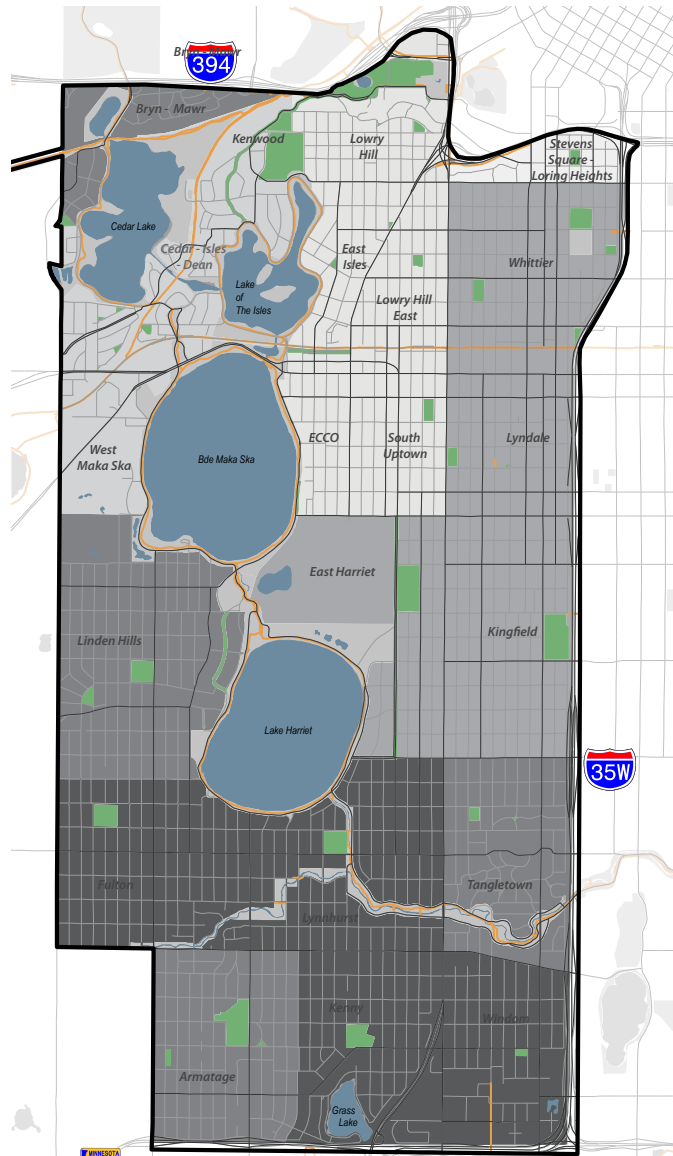 Bryn - Mawr
394
Bryn - Mawr
Kenwood
Lowry
Hill
Stevens
Square -
Loring Heights
Cedar Lake
Cedar - Isles
- Dean
East
Isles
Whittier
Lake
of
The Isles
Lowry Hill
East
West
Maka Ska
Bde Maka Ska
ECCO
South
Uptown
Lyndale
East Harriet
Linden Hills
Kingfield
Lake Harriet
35W
Fulton
Tangletown
Lynnhurst
Kenny
Windom
Armatage
Grass
Lake
MINNESOTA